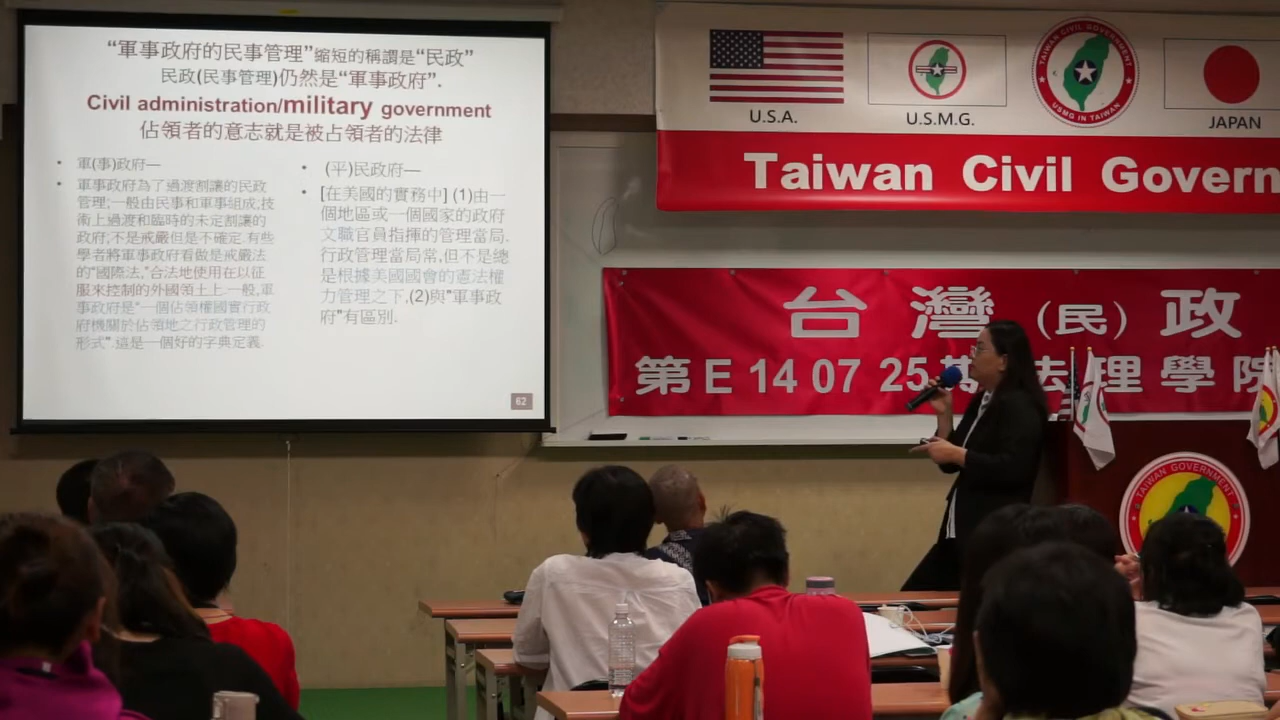 “軍事政府的民事管理”縮短的稱謂是“民政”
民政(民事管理)仍然是“軍事政府”.
Civil administration/military government
佔領者的意志就是被占領者的法律
• 軍(事)政府—
• 軍事政府為了過渡割讓的民政
管理;一般由民事和軍事組成;技
術上過渡和臨時的未定割讓的
政府;不是戒嚴但是不確定.有些
學者將軍事政府看做是戒嚴法
的“國際法,”合法地使用在以征
服來控制的外國領土上.一般,軍
事政府是“一個佔領權國實行政
府機關於佔領地之行政管理的
形式”.這是一個好的字典定義.
• (平)民政府—
• [在美國的實務中] (1)由一
個地區或一個國家的政府
文職官員指揮的管理當局.
行政管理當局常,但不是總
是根據美國國會的憲法權
力管理之下,(2)與“軍事政
府”有區別.
62
U.S.A.
U.S.M.G.
TAIWAN CIVIL GOVERNMENT
USMG IN TAIWAN
JAPAN
Taiwan Civil Govern
台灣(民)政
第E 14 07 25期法理學院
TAIWAN GOVERNMENT